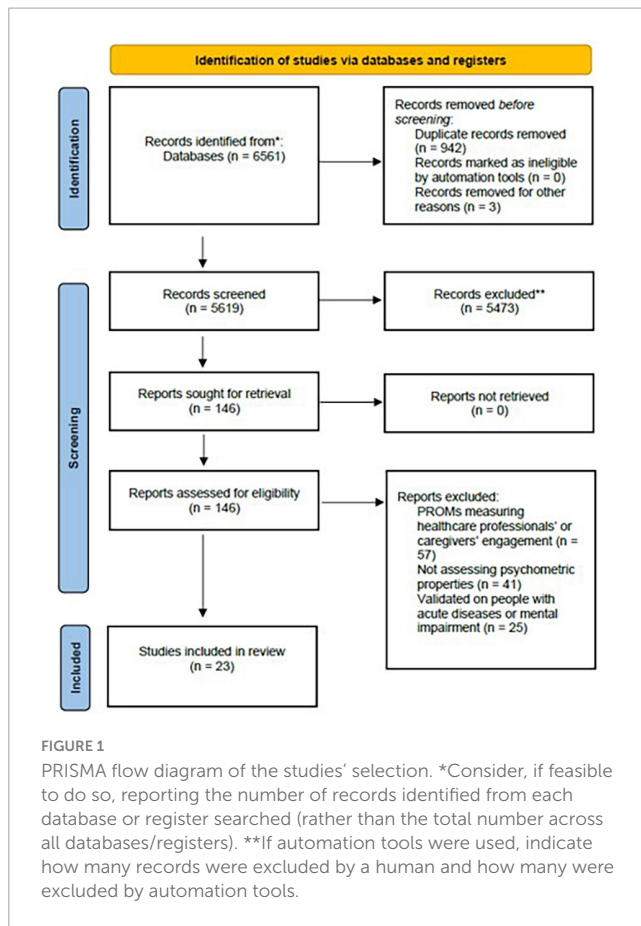 Identification of studies via databases and registers
Identification
Records identified from*:
Databases (n = 6561)
Records removed before
screening:
Duplicate records removed
(n = 942)
Records marked as ineligible
by automation tools (n = 0)
Records removed for other
reasons (n = 3)
Screening
Records screened
(n = 5619)
Records excluded**
(n = 5473)
Reports sought for retrieval
(n = 146)
Reports not retrieved
(n = 0)
Reports assessed for eligibility
(n = 146)
Reports excluded:
PROMs measuring
healthcare professionals' or
caregivers' engagement (n =
57)
Not assessing psychometric
properties (n = 41)
Validated on people with
acute diseases or mental
impairment (n = 25)
Included
Studies included in review
(n = 23)
FIGURE 1
PRISMA flow diagram of the studies' selection. *Consider, if feasible
to do so, reporting the number of records identified from each
database or register searched (rather than the total number across
all databases/registers). **If automation tools were used, indicate
how many records were excluded by a human and how many were
excluded by automation tools.